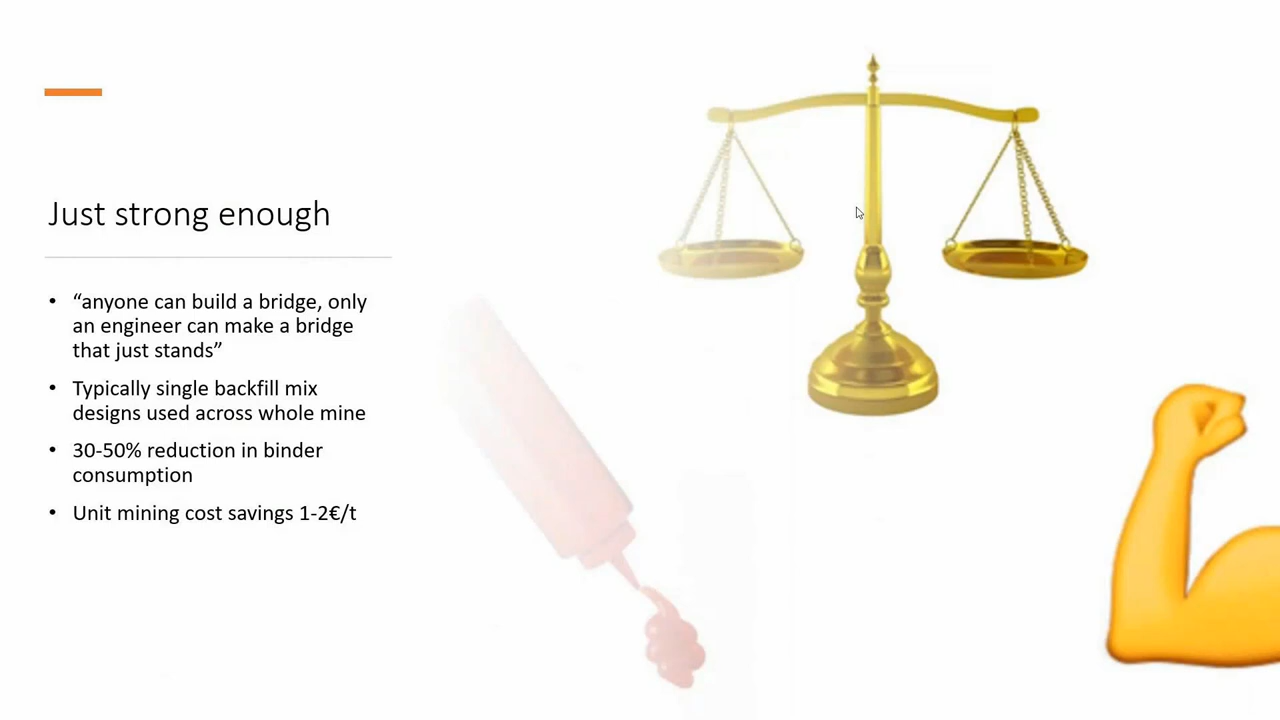 Just strong enough
• “anyone can build a bridge, only
an engineer can make a bridge
that just stands”
• Typically single backfill mix
designs used across whole mine
• 30-50% reduction in binder
consumption
• Unit mining cost savings 1-2€/t